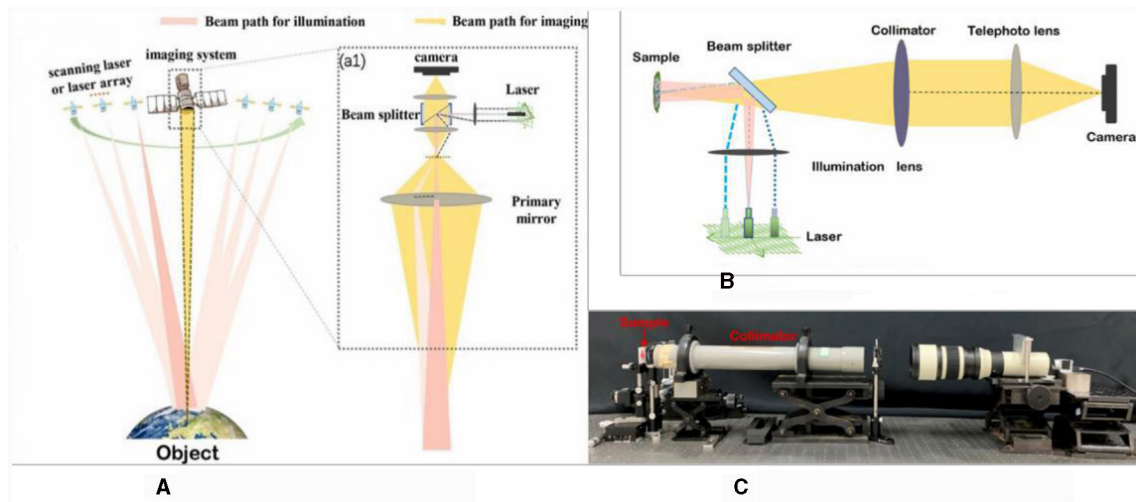 Beam path for illumination
Beam path for imaging
scanning laser
or laser array
imaging system
(a1)
camera
Laser
Beam splitter
Primary
mirror
Object
A
Sample
Beam splitter
Collimator
Telephoto lens
Camera
Illumination lens
Laser
B
Sample
Collimator
C